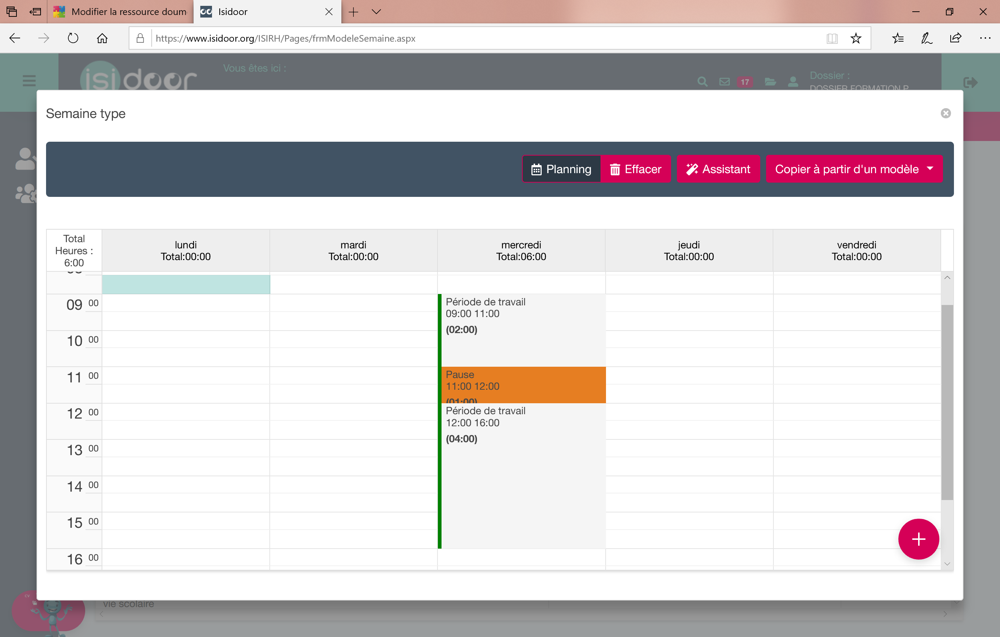 Modifier la ressource doum
Isidoor
https://www.isidoor.org/ISIRH/Pages/frmModeleSemaine.aspx
isidoor
Vous êtes ici :
17
Dossier :
DOSSIER FORMATION P
Semaine type
Planning
Effacer
Assistant
Copier à partir d'un modèle
Total
Heures :
6:00
lundi
Total:00:00
mardi
Total:00:00
mercredi
Total:06:00
jeudi
Total:00:00
vendredi
Total:00:00
09 00
10 00
11 00
12 00
13 00
14 00
15 00
16 00
Période de travail
09:00 11:00
(02:00)
Pause
11:00 12:00
(01:00)
Période de travail
12:00 16:00
(04:00)
CV
vie scolaire